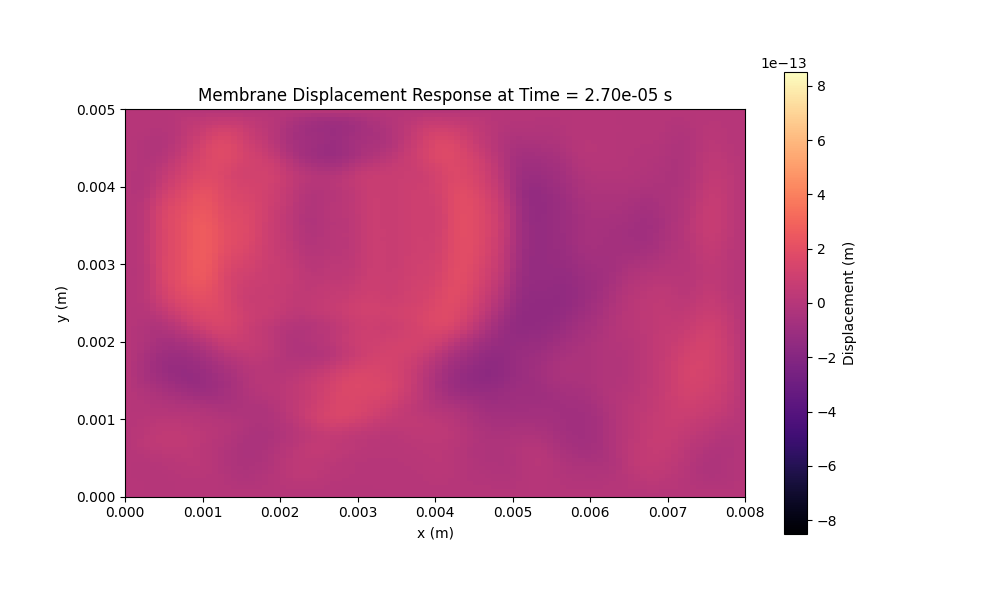 1e−13
Membrane Displacement Response at Time = 2.70e-05 s
0.005
0.004
0.003
0.002
0.001
0.000
y (m)
0.000 0.001 0.002 0.003 0.004 0.005 0.006 0.007 0.008
x (m)
8
6
4
2
0
−2
−4
−6
−8
Displacement (m)